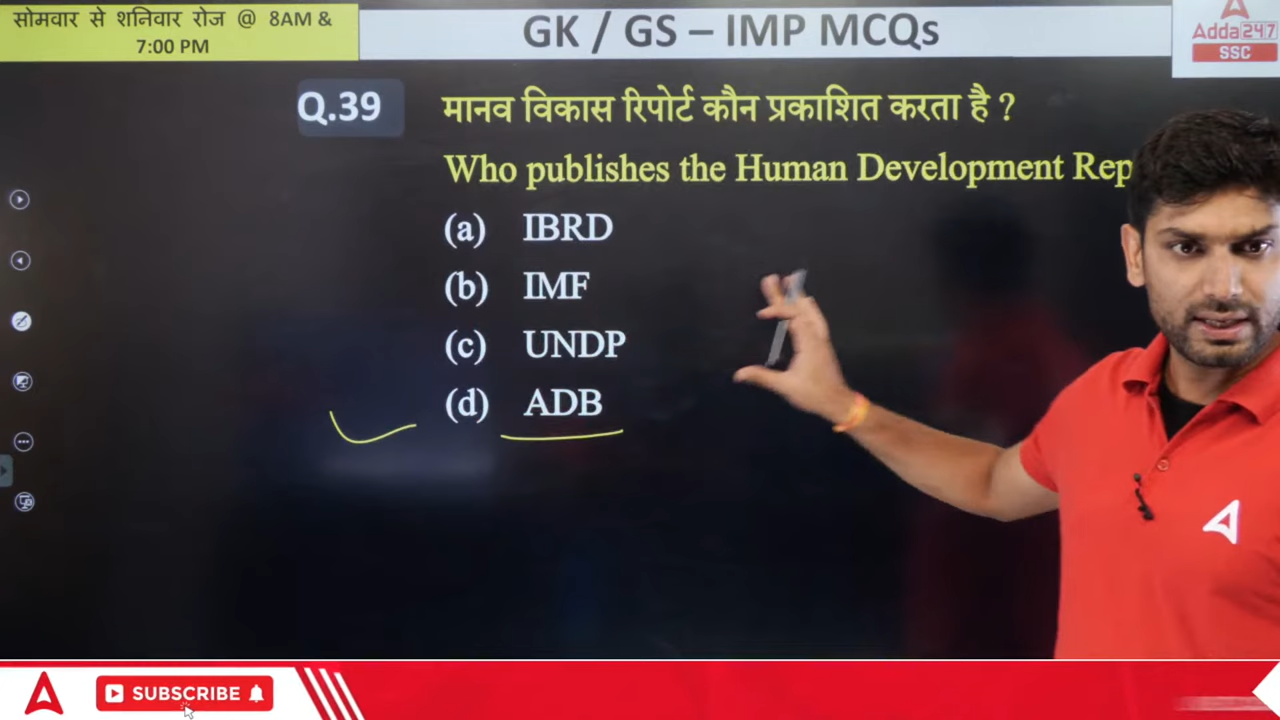 सोमवार से शनिवार रोज @ 8AM &
7:00 PM
GK / GS – IMP MCQs
Adda247
SSC
Q.39
मानव विकास रिपोर्ट कौन प्रकाशित करता है ?
Who publishes the Human Development Rep
(a) IBRD
(b) IMF
(c) UNDP
(d) ADB
SUBSCRIBE